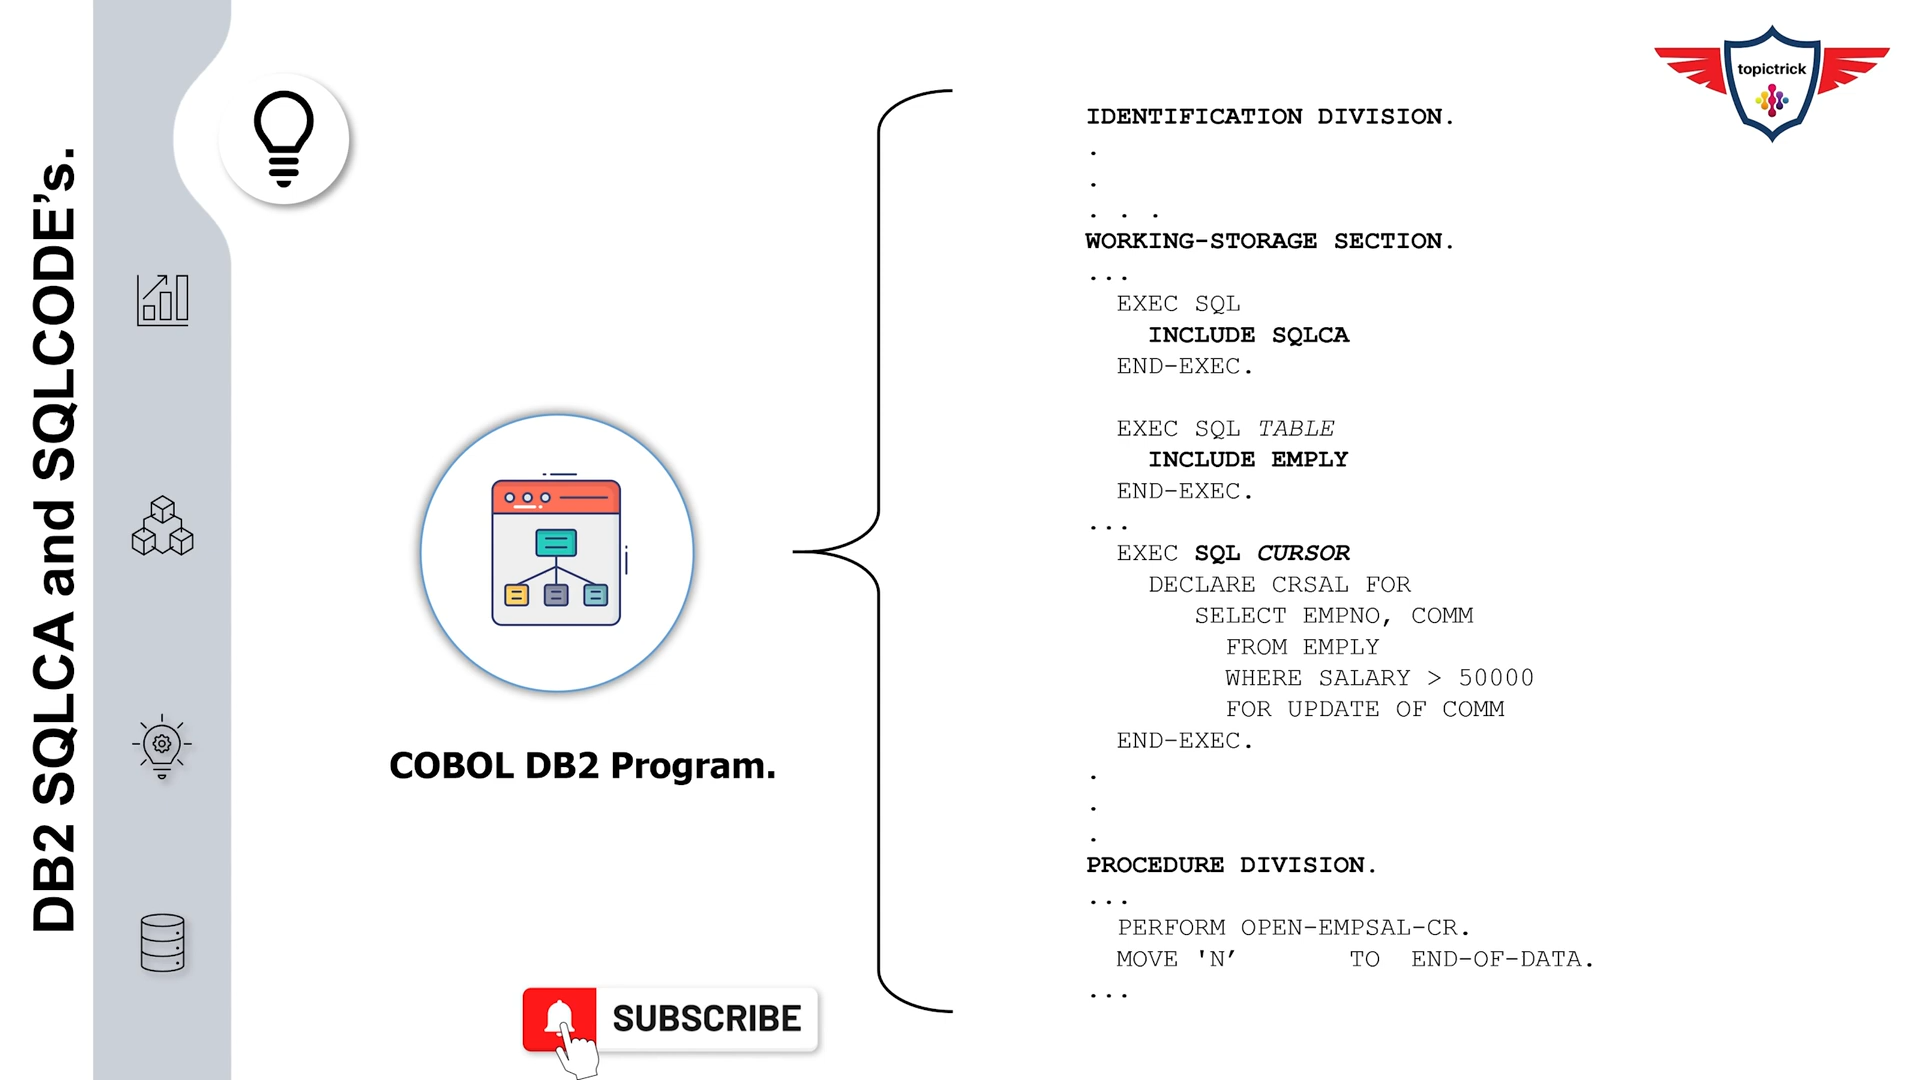 DB2 SQLCA and SQLCODE’s.
topictrick
COBOL DB2 Program.
SUBSCRIBE
IDENTIFICATION DIVISION.
.
.
. . .
WORKING-STORAGE SECTION.
...
EXEC SQL
INCLUDE SQLCA
END-EXEC.
EXEC SQL TABLE
INCLUDE EMPLY
END-EXEC.
...
EXEC SQL CURSOR
DECLARE CRSAL FOR
SELECT EMPNO, COMM
FROM EMPLY
WHERE SALARY > 50000
FOR UPDATE OF COMM
END-EXEC.
.
.
.
PROCEDURE DIVISION.
...
PERFORM OPEN-EMPSAL-CR.
MOVE 'N’ TO END-OF-DATA.
...